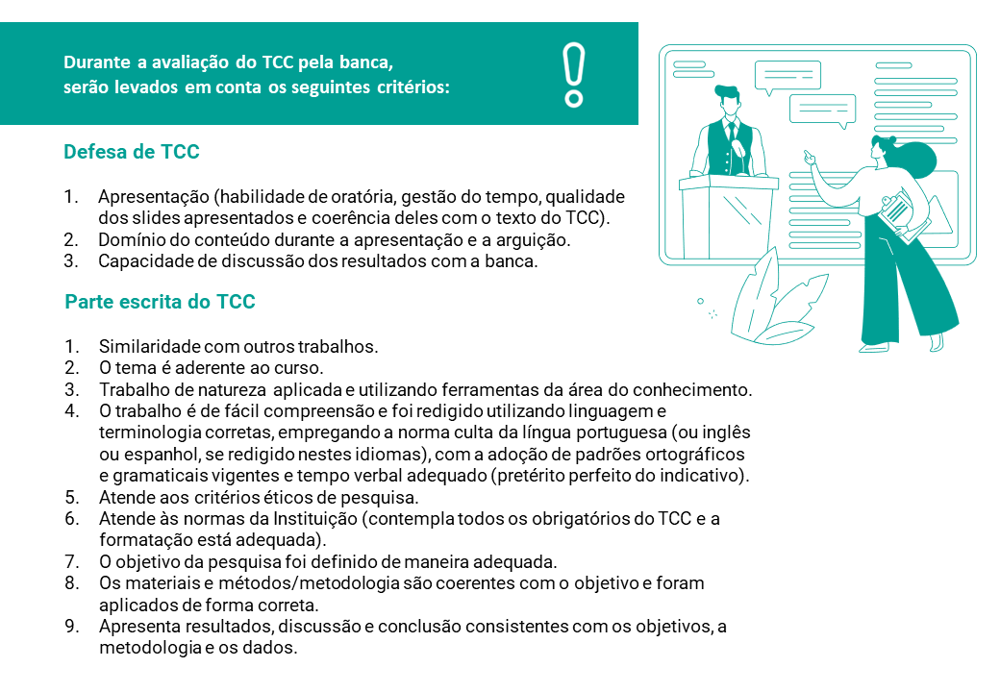 Durante a avaliação do TCC pela banca,
serão levados em conta os seguintes critérios:
Defesa de TCC
1. Apresentação (habilidade de oratória, gestão do tempo, qualidade
dos slides apresentados e coerência deles com o texto do TCC).
2. Domínio do conteúdo durante a apresentação e a arguição.
3. Capacidade de discussão dos resultados com a banca.
Parte escrita do TCC
1. Similaridade com outros trabalhos.
2. O tema é aderente ao curso.
3. Trabalho de natureza aplicada e utilizando ferramentas da área do conhecimento.
4. O trabalho é de fácil compreensão e foi redigido utilizando linguagem e
terminologia corretas, empregando a norma culta da língua portuguesa (ou inglês
ou espanhol, se redigido nestes idiomas), com a adoção de padrões ortográficos
e gramaticais vigentes e tempo verbal adequado (pretérito perfeito do indicativo).
5. Atende aos critérios éticos de pesquisa.
6. Atende às normas da Instituição (contempla todos os obrigatórios do TCC e a
formatação está adequada).
7. O objetivo da pesquisa foi definido de maneira adequada.
8. Os materiais e métodos/metodologia são coerentes com o objetivo e foram
aplicados de forma correta.
9. Apresenta resultados, discussão e conclusão consistentes com os objetivos, a
metodologia e os dados.